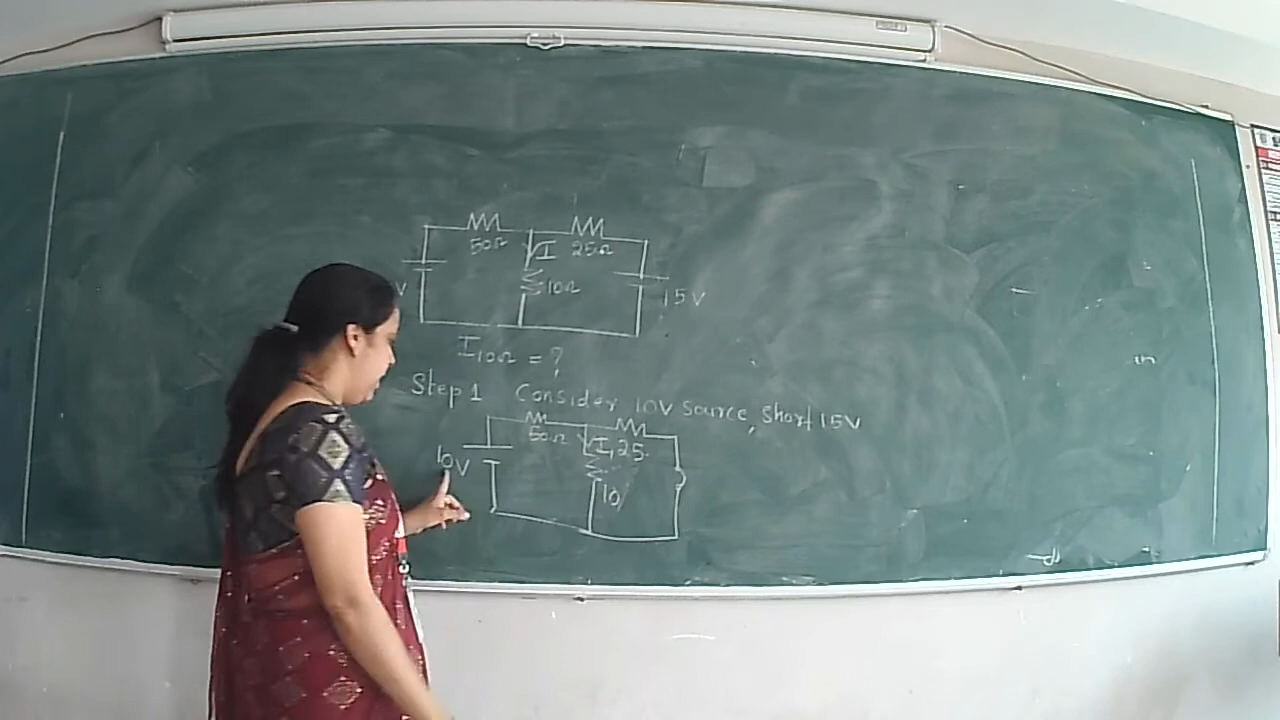 50Ω I 25Ω
V 10Ω 15V
I10Ω = ?
Step 1 Consider 10V source, short 15V
50Ω I1 25
10V 10